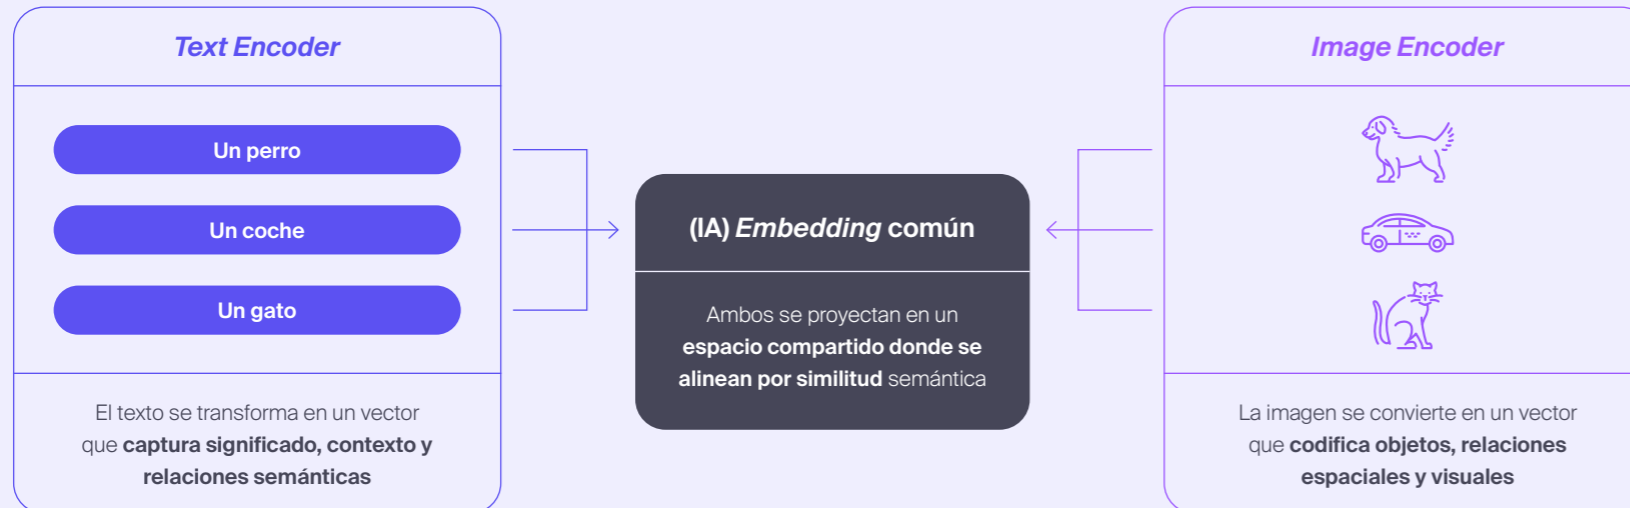 Text Encoder
Un perro
Un coche
Un gato
El texto se transforma en un vector
que captura significado, contexto y
relaciones semánticas
(IA) Embedding común
Ambos se proyectan en un
espacio compartido donde se
alinean por similitud semántica
Image Encoder
La imagen se convierte en un vector
que codifica objetos, relaciones
espaciales y visuales